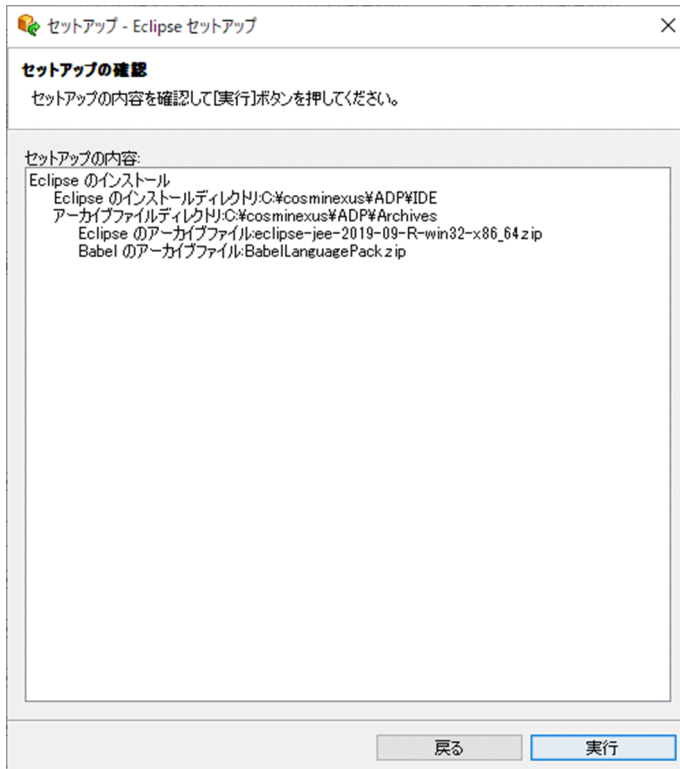 セットアップ - Eclipse セットアップ
セットアップの確認
セットアップの内容を確認して[実行]ボタンを押してください。
セットアップの内容:
Eclipse のインストール
Eclipse のインストールディレクトリ:C:¥cosminexus¥ADP¥IDE
アーカイブファイルディレクトリ:C:¥cosminexus¥ADP¥Archives
Eclipse のアーカイブファイル:eclipse-jee-2019-09-R-win32-x86_64.zip
Babel のアーカイブファイル:BabelLanguagePack.zip
戻る
実行